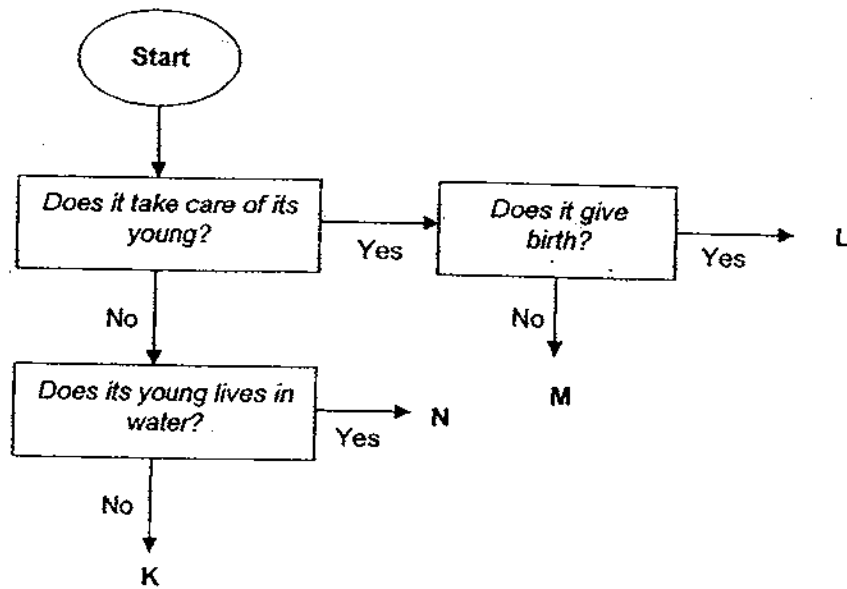 Start
Does it take care of its
young?
Yes
Does it give
birth?
Yes
L
No
No
M
Does its young lives in
water?
Yes
N
No
K